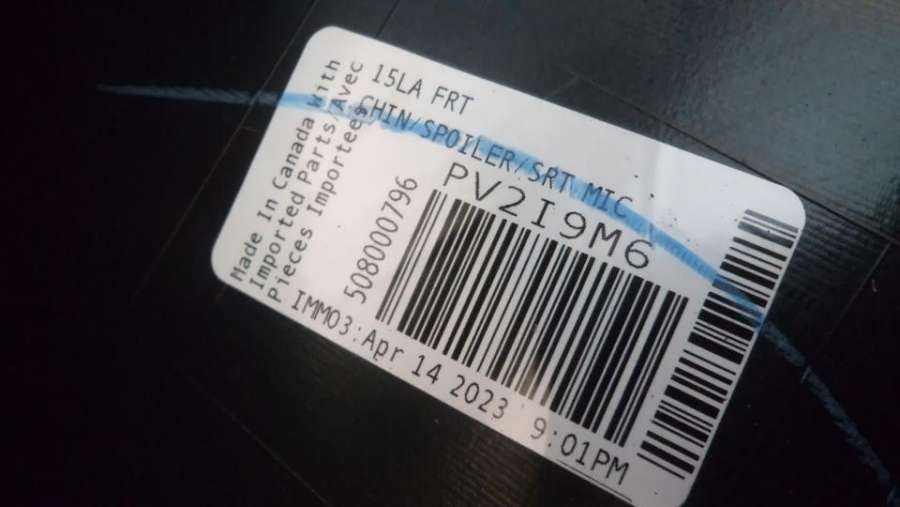 15LA FRT
CHIN/SPOILER/SRT MIC
PV2I9M6
508000796
Made In Canada With
Imported Parts/Avec
Pieces Importees
IMM03:Apr 14 2023 9:01PM